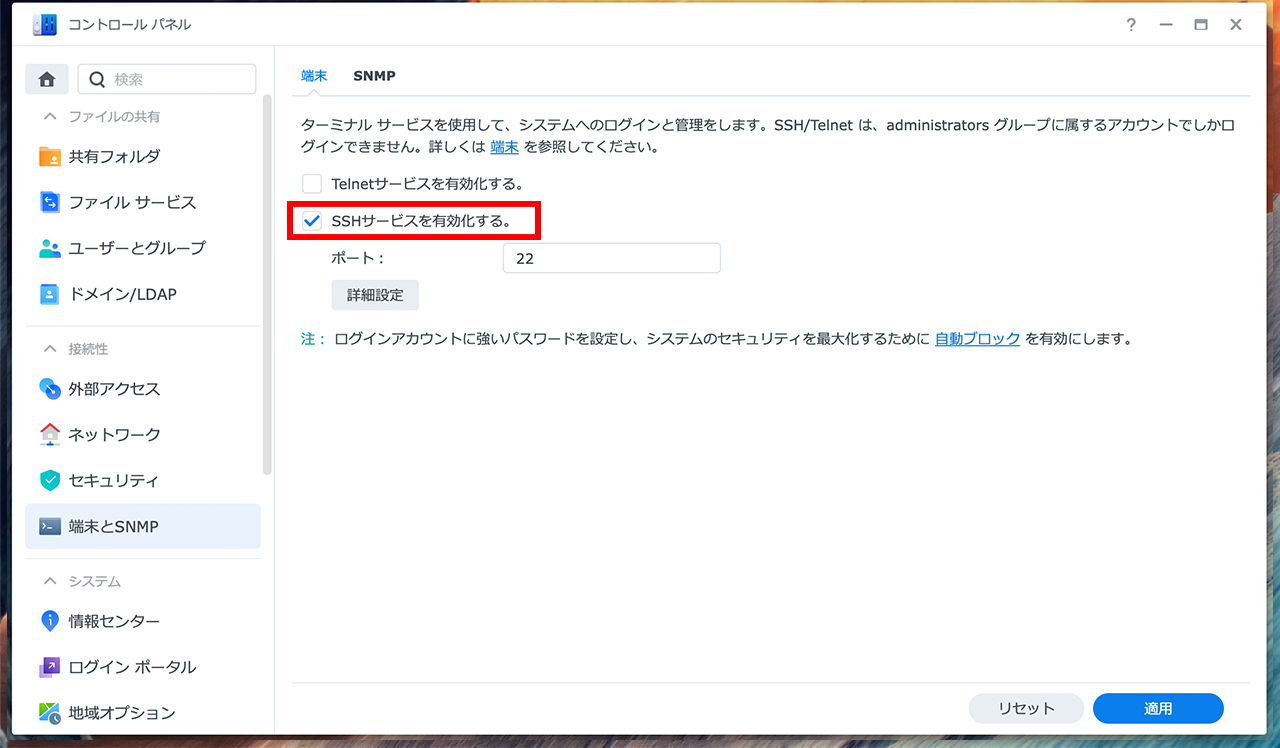 コントロール パネル
検索
ファイルの共有
共有フォルダ
ファイル サービス
ユーザーとグループ
ドメイン/LDAP
接続性
外部アクセス
ネットワーク
セキュリティ
端末とSNMP
システム
情報センター
ログイン ポータル
地域オプション
端末 SNMP
ターミナル サービスを使用して、システムへのログインと管理をします。SSH/Telnet は、administrators グループに属するアカウントでしかロ
グインできません。詳しくは 端末 を参照してください。
Telnetサービスを有効化する。
SSHサービスを有効化する。
ポート： 22
詳細設定
注： ログインアカウントに強いパスワードを設定し、システムのセキュリティを最大化するために 自動ブロック を有効にします。
リセット 適用